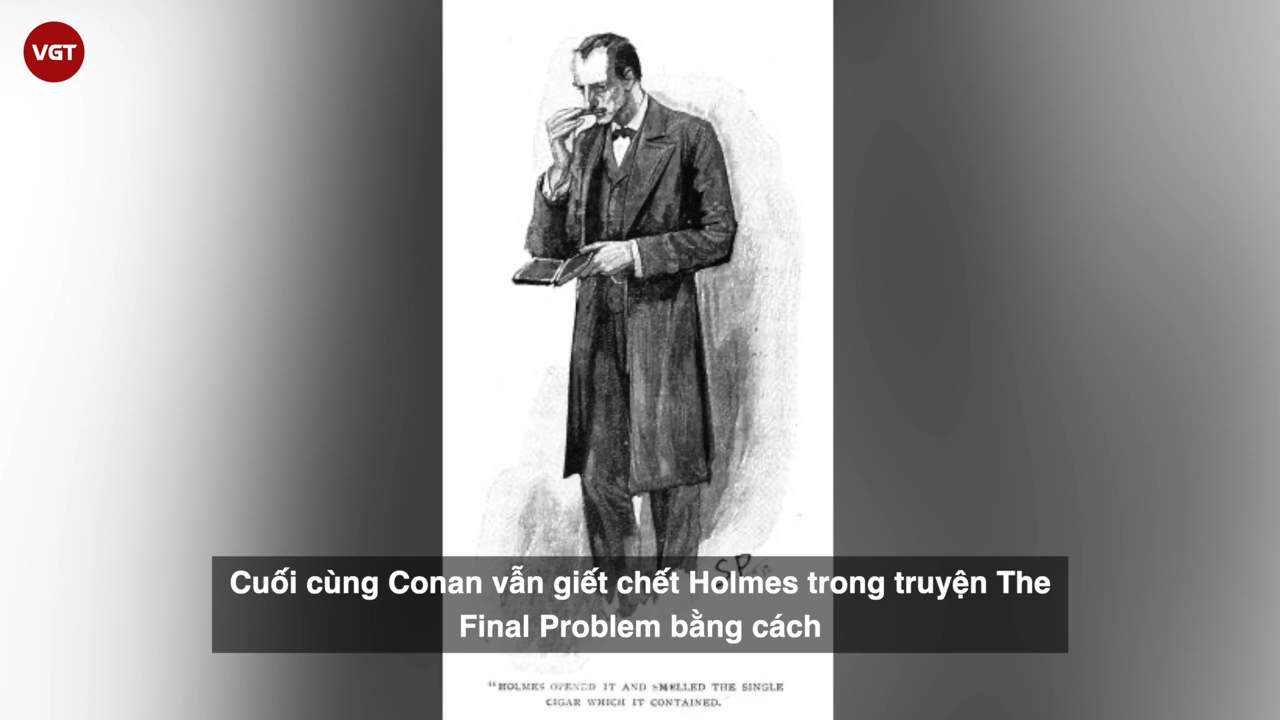 VGT
SP
Cuối cùng Conan vẫn giết chết Holmes trong truyện The
Final Problem bằng cách
"HOLMES OPENED IT AND SMELLED THE SINGLE
CIGAR WHICH IT CONTAINED."